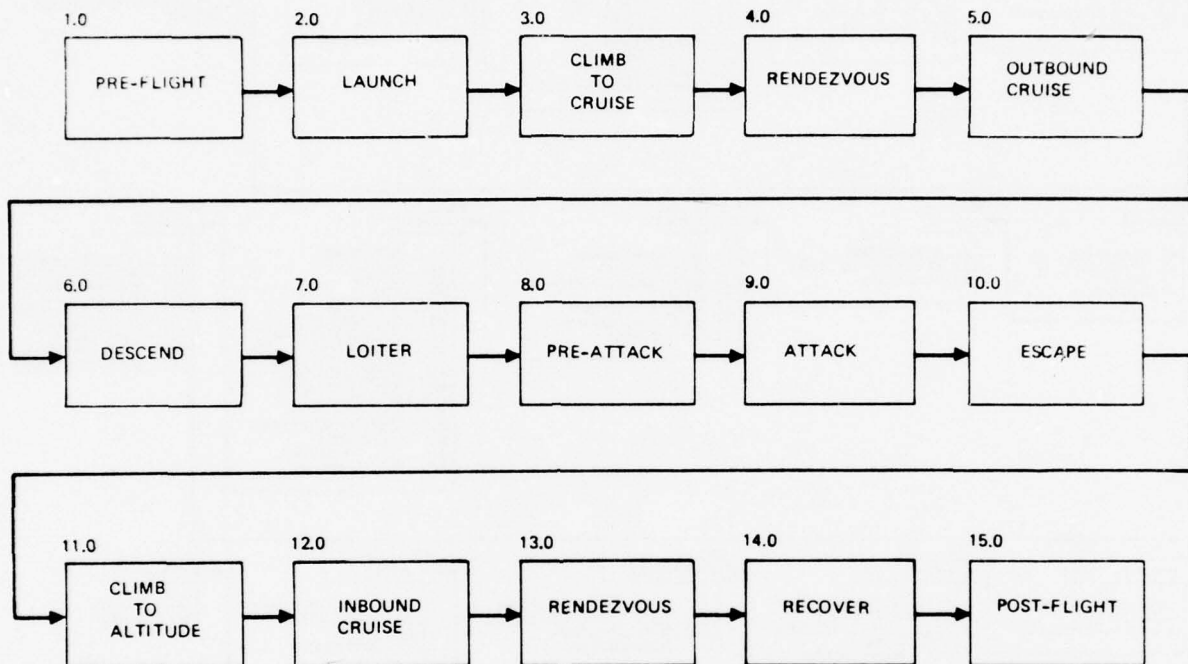 1.0 2.0 3.0 4.0 5.0
PRE-FLIGHT
LAUNCH
CLIMB
TO
CRUISE
RENDEZVOUS
OUTBOUND
CRUISE
6.0 7.0 8.0 9.0 10.0
DESCEND
LOITER
PRE-ATTACK
ATTACK
ESCAPE
11.0 12.0 13.0 14.0 15.0
CLIMB
TO
ALTITUDE
INBOUND
CRUISE
RENDEZVOUS
RECOVER
POST-FLIGHT